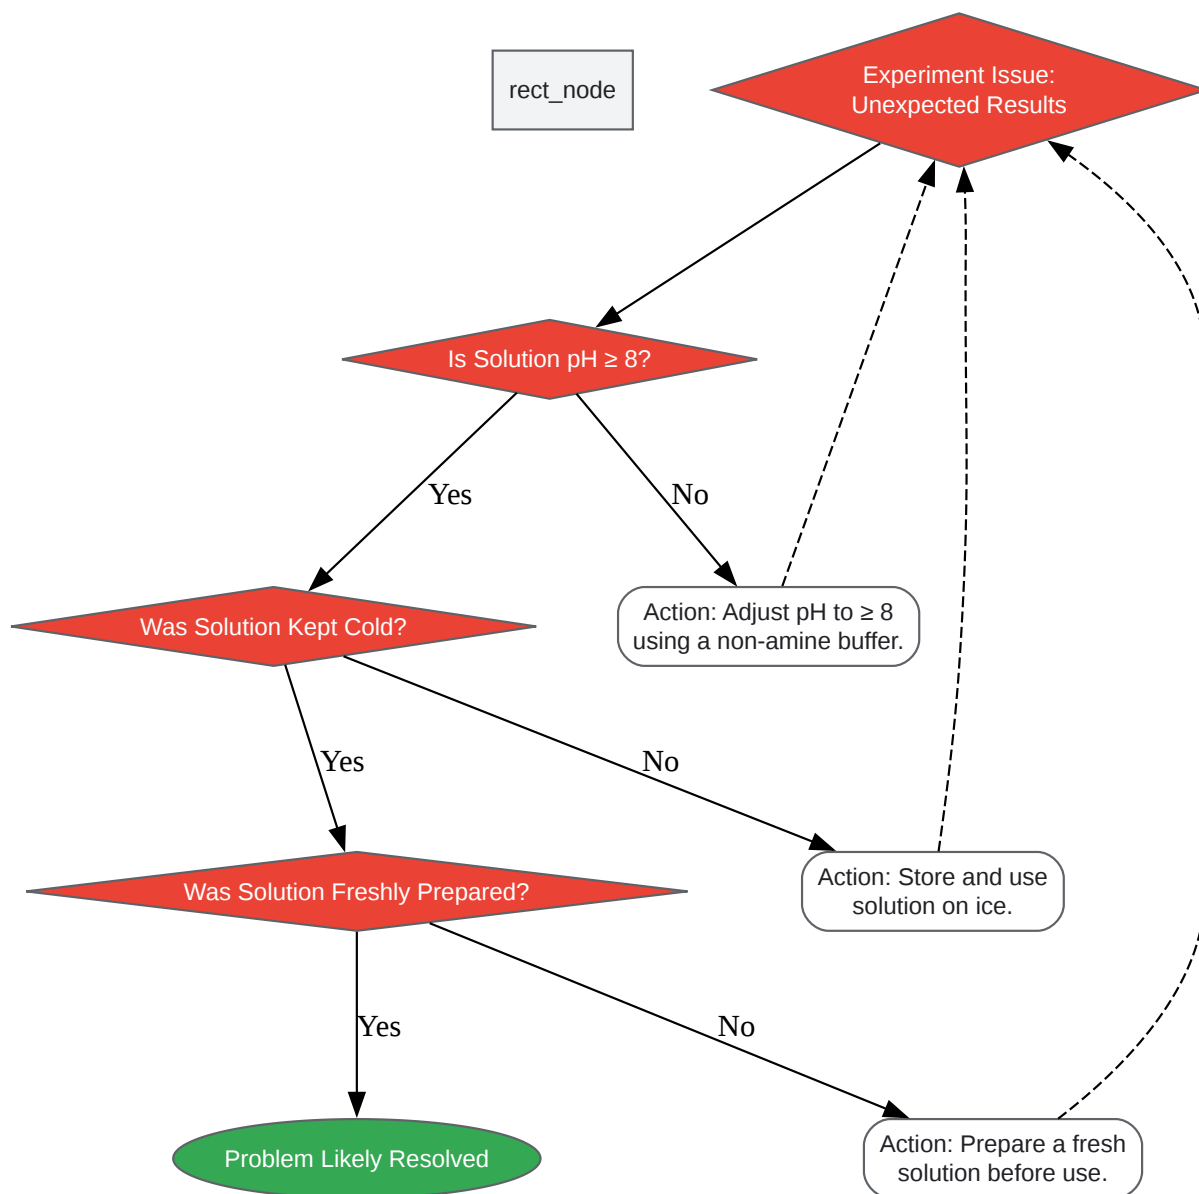 rect_node
Experiment Issue:
Unexpected Results
Is Solution pH ≥ 8?
Yes
No
Was Solution Kept Cold?
Action: Adjust pH to ≥ 8
using a non-amine buffer.
Yes
No
Was Solution Freshly Prepared?
Action: Store and use
solution on ice.
Yes
No
Problem Likely Resolved
Action: Prepare a fresh
solution before use.